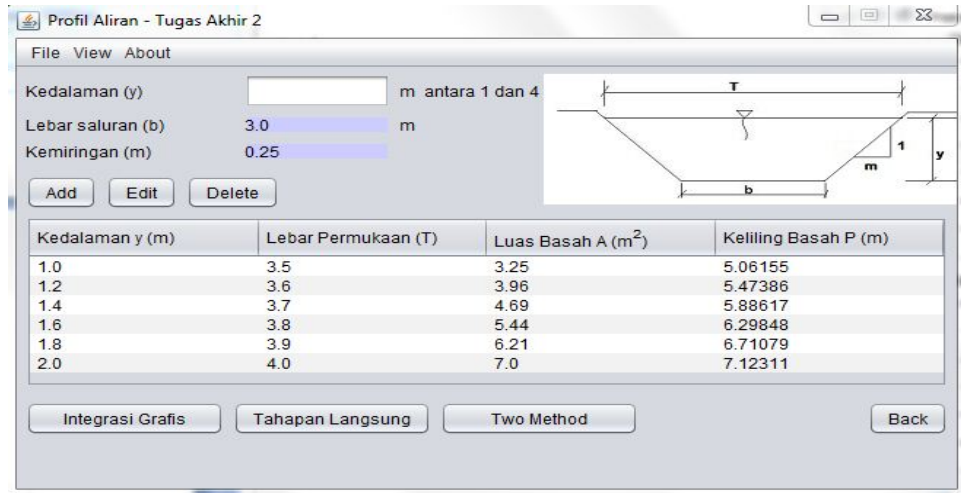 Profil Aliran - Tugas Akhir 2
File View About
Kedalaman (y) m antara 1 dan 4
Lebar saluran (b) 3.0 m
Kemiringan (m) 0.25
T
1
m
y
b
Add Edit Delete
Kedalaman y (m) Lebar Permukaan (T) Luas Basah A (m²) Keliling Basah P (m)
1.0 3.5 3.25 5.06155
1.2 3.6 3.96 5.47386
1.4 3.7 4.69 5.88617
1.6 3.8 5.44 6.29848
1.8 3.9 6.21 6.71079
2.0 4.0 7.0 7.12311
Integrasi Grafis Tahapan Langsung Two Method Back